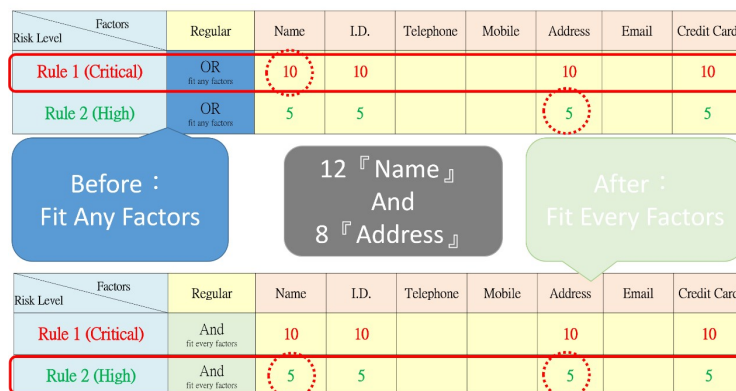 Factors
Risk Level
Regular Name I.D. Telephone Mobile Address Email Credit Card
Rule 1 (Critical) OR 10 10 10 10
fit any factors
Rule 2 (High) OR 5 5 5 5
fit any factors
Before：
Fit Any Factors
12『Name』
And
8『Address』
After：
Fit Every Factors
Factors
Risk Level
Regular Name I.D. Telephone Mobile Address Email Credit Card
Rule 1 (Critical) And 10 10 10 10
fit every factors
Rule 2 (High) And 5 5 5 5
fit every factors